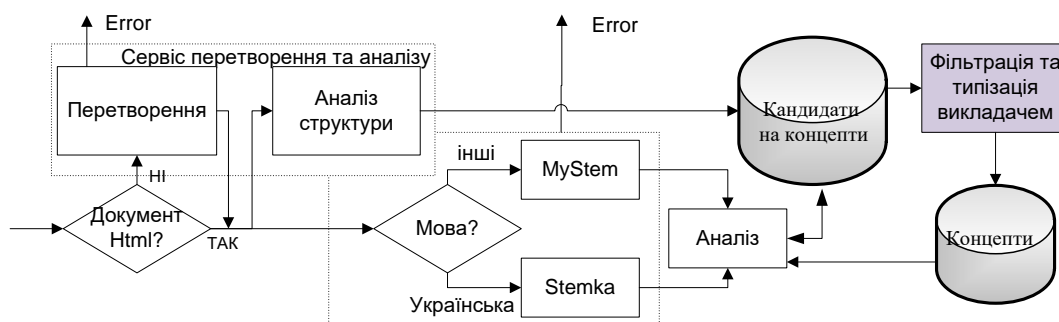 Error
Error
Сервіс перетворення та аналізу
Перетворення
Аналіз
структури
Кандидати
на концепти
Фільтрація та
типізація
викладачем
НІ
інші
MyStem
Документ
Html?
ТАК
Мова?
Аналіз
Концепти
Українська
Stemka